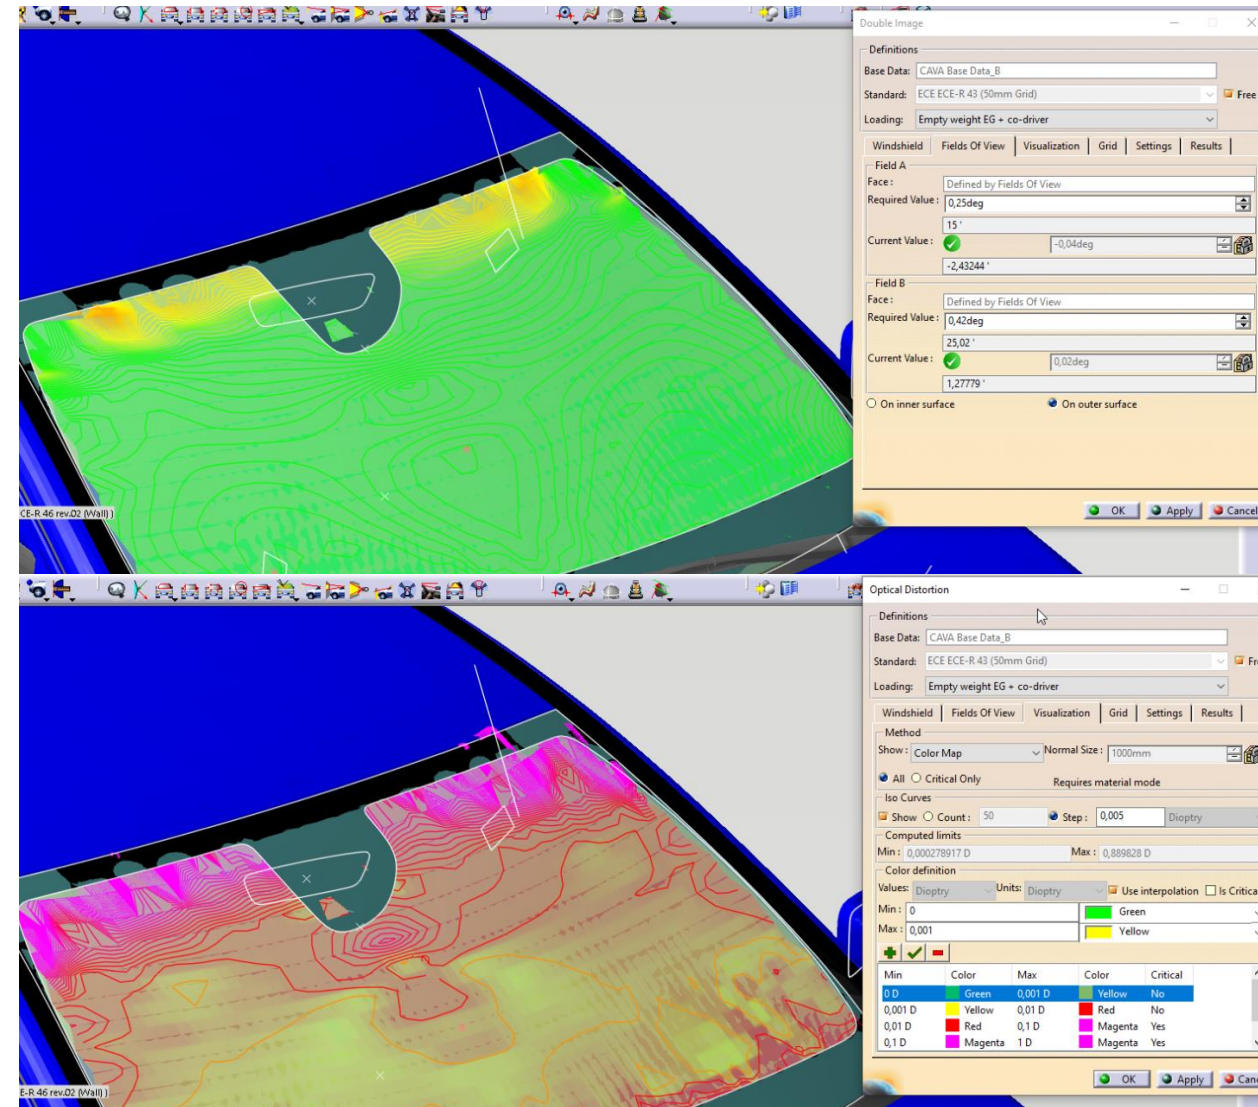 Double Image
Definitions
Base Data: CAVA Base Data_B
Standard: ECE ECE-R 43 (50mm Grid) Free
Loading: Empty weight EG + co-driver
Windshield Fields Of View Visualization Grid Settings Results
Field A
Face : Defined by Fields Of View
Required Value : 0,25deg
15 '
Current Value : -0,04deg
-2,43244 '
Field B
Face : Defined by Fields Of View
Required Value : 0,42deg
25,02 '
Current Value : 0,02deg
1,27779 '
On inner surface On outer surface
OK Apply Cancel
CE-R 46 rev.02 (Wall) )
Optical Distortion
Definitions
Base Data: CAVA Base Data_B
Standard: ECE ECE-R 43 (50mm Grid) Fr
Loading: Empty weight EG + co-driver
Windshield Fields Of View Visualization Grid Settings Results
Method
Show : Color Map Normal Size : 1000mm
All Critical Only Requires material mode
Iso Curves
Show Count : 50 Step : 0,005 Dioptry
Computed limits
Min : 0,000278917 D Max : 0,889828 D
Color definition
Values: Dioptry Units: Dioptry Use interpolation Is Critica
Min : 0 Green
Max : 0,001 Yellow
Min Color Max Color Critical
0 D Green 0,001 D Yellow No
0,001 D Yellow 0,01 D Red No
0,01 D Red 0,1 D Magenta Yes
0,1 D Magenta 1 D Magenta Yes
OK Apply Canc
E-R 46 rev.02 (Wall) )